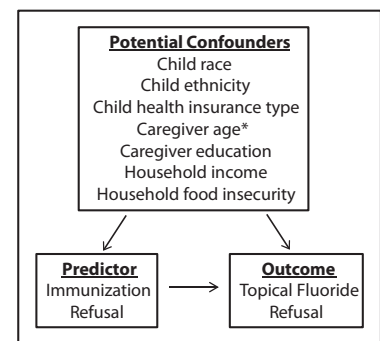 Potential Confounders
Child race
Child ethnicity
Child health insurance type
Caregiver age*
Caregiver education
Household income
Household food insecurity
Predictor
Immunization
Refusal
Outcome
Topical Fluoride
Refusal